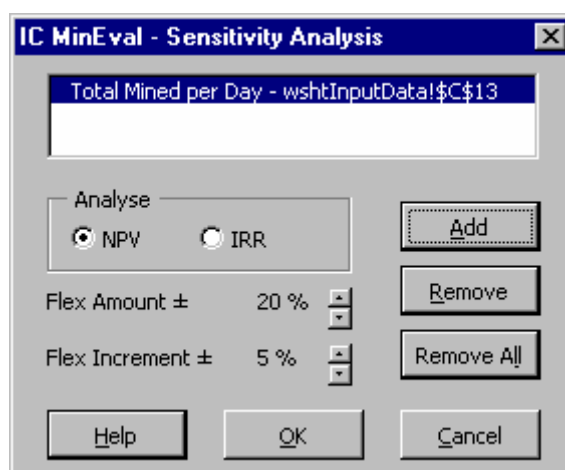 IC MinEval - Sensitivity Analysis
Total Mined per Day - wshtInputData!$C$13
Analyse
NPV IRR
Add
Flex Amount ± 20 %
Remove
Flex Increment ± 5 %
Remove All
Help OK Cancel